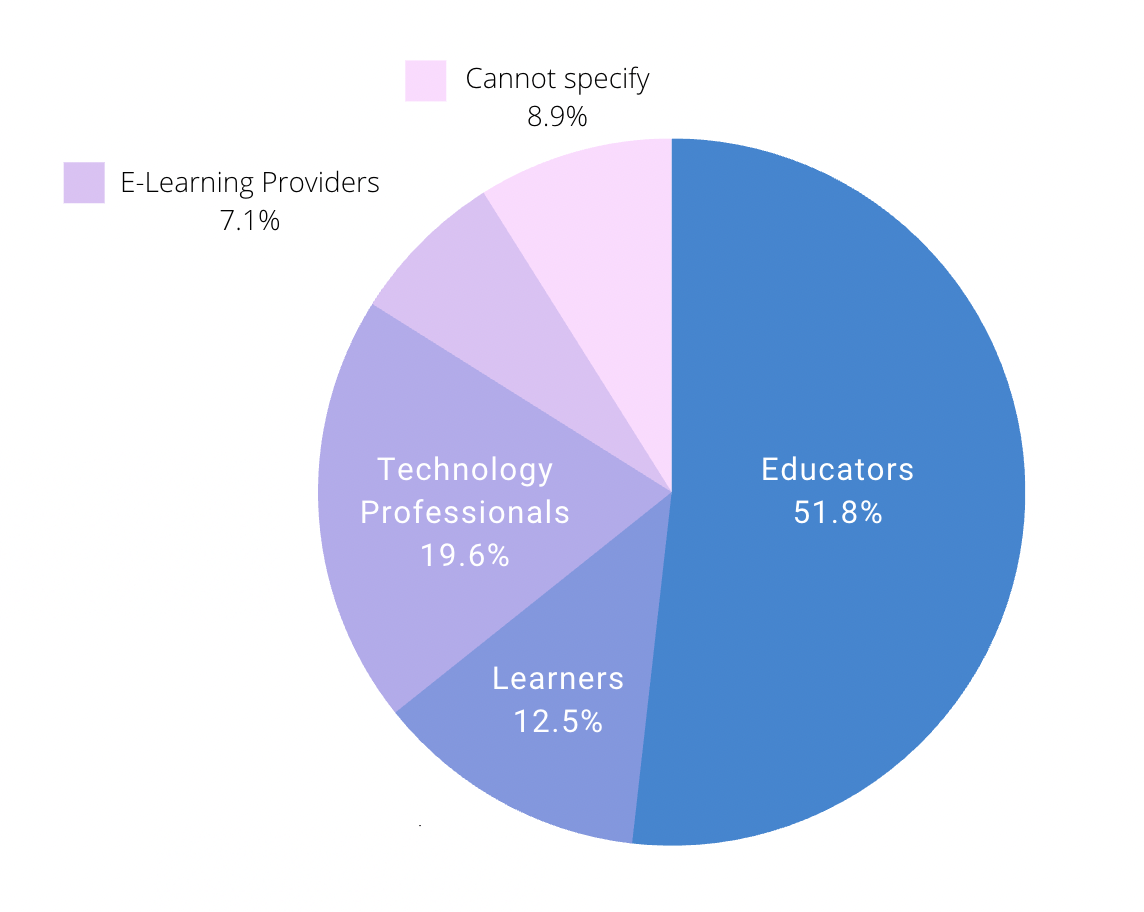 Cannot specify
8.9%
E-Learning Providers
7.1%
Technology
Professionals
19.6%
Educators
51.8%
Learners
12.5%